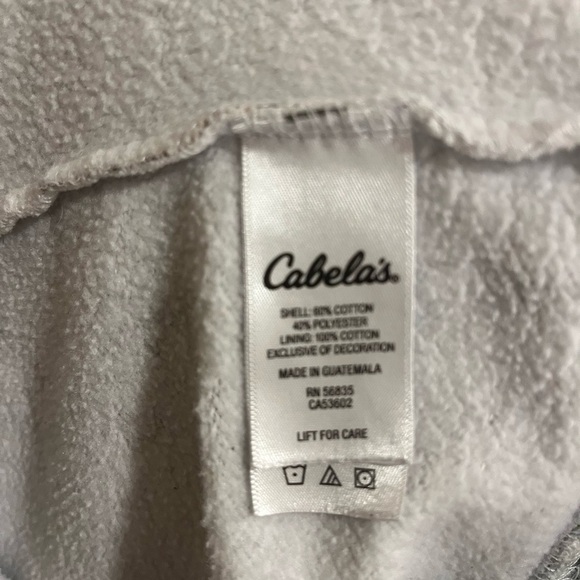 Cabela's®
SHELL: 60% COTTON
40% POLYESTER
LINING: 100% COTTON
EXCLUSIVE OF DECORATION
MADE IN GUATEMALA
RN 56835
CA53602
LIFT FOR CARE